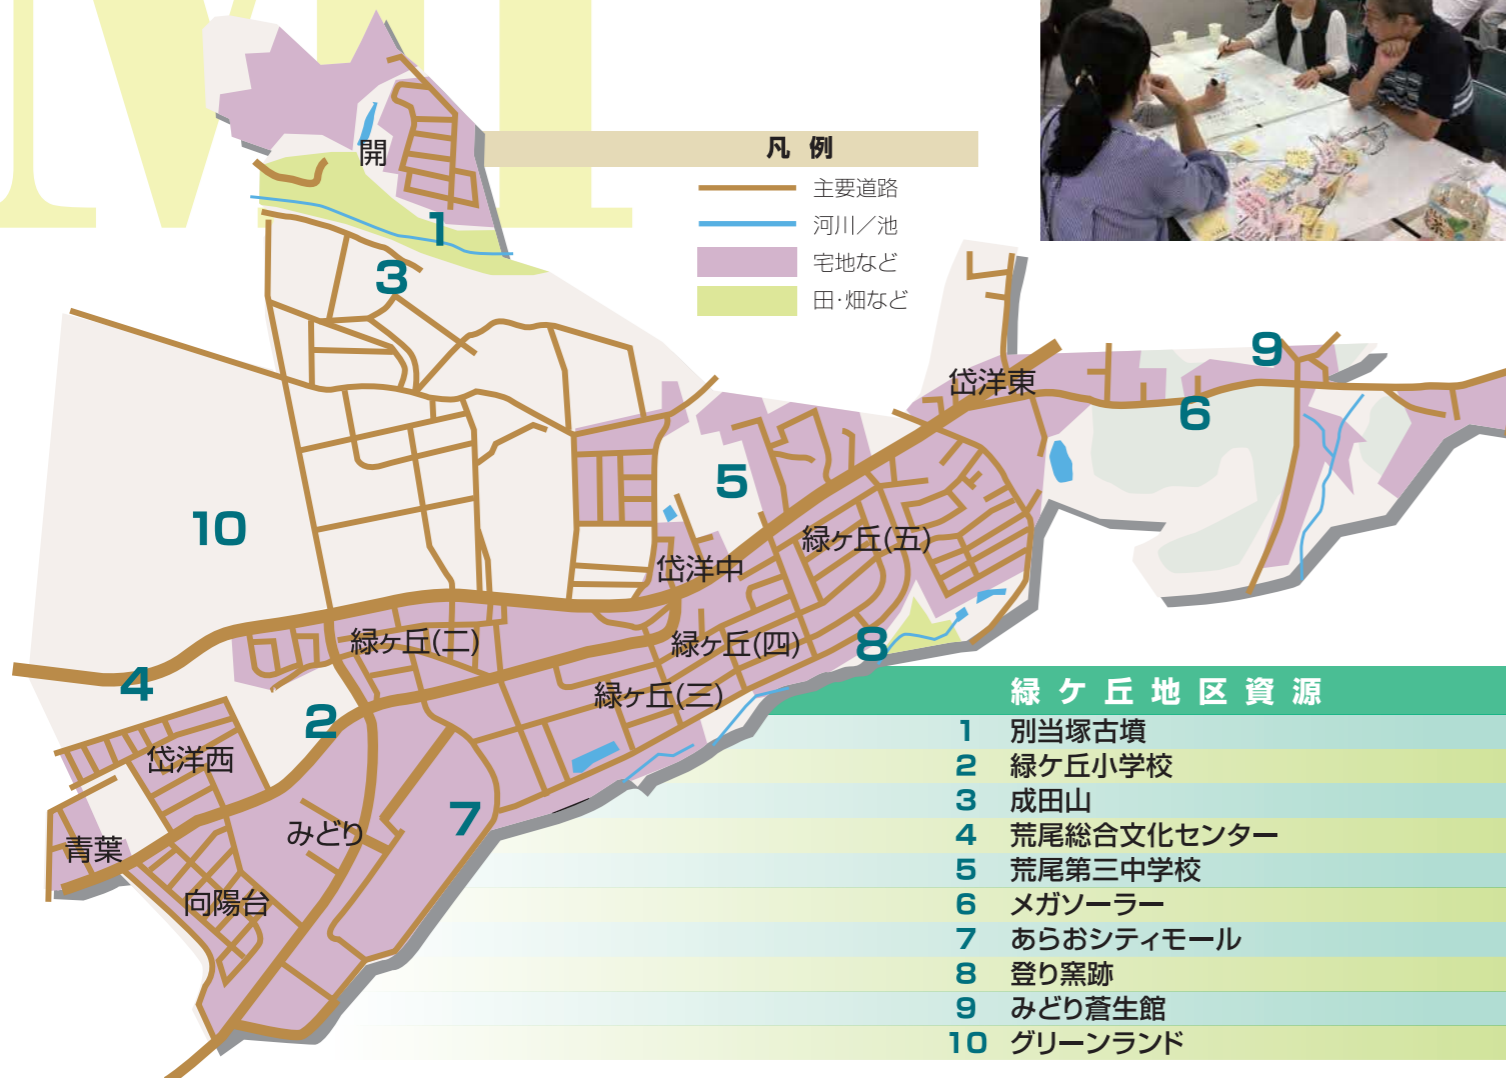 MI
凡 例
主要道路
河川／池
宅地など
田・畑など
開
1
3
岱洋東
9
6
5
10
緑ヶ丘(五)
岱洋中
緑ヶ丘(二)
緑ヶ丘(四)
8
4
緑ヶ丘(三)
2
岱洋西
みどり
7
青葉
向陽台
緑ケ丘地区資源
1 別当塚古墳
2 緑ケ丘小学校
3 成田山
4 荒尾総合文化センター
5 荒尾第三中学校
6 メガソーラー
7 あらおシティモール
8 登り窯跡
9 みどり蒼生館
10 グリーンランド